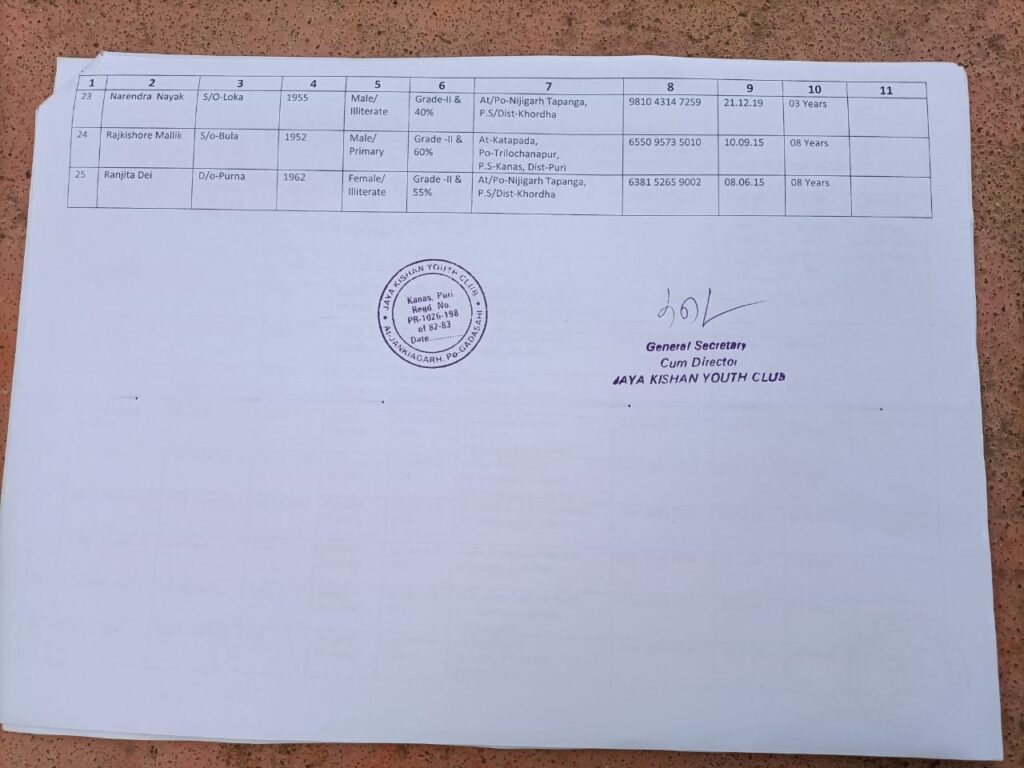 1 2 3 4 5 6 7 8 9 10 11
23 Narendra Nayak S/O-Loka 1955 Male/ Grade-II & At/Po-Nijigarh Tapanga, 9810 4314 7259 21.12.19 03 Years
Illiterate 40% P.S/Dist-Khordha
24 Rajkishore Mallik S/o-Bula 1952 Male/ Grade -II & At-Katapada, 6550 9573 5010 10.09.15 08 Years
Primary 60% Po-Trilochanapur,
P.S-Kanas, Dist-Puri
25 Ranjita Dei D/o-Purna 1962 Female/ Grade -II & At/Po-Nijigarh Tapanga, 6381 5265 9002 08.06.15 08 Years
Illiterate 55% P.S/Dist-Khordha
JAYA KISHAN YOUTH CLUB
Kanas, Puri
Regd No.
PR-1026-198
of 82-83
Date............
At-JANKIAGARH, Po-GADASAHI
General Secretary
Cum Director
JAYA KISHAN YOUTH CLUB